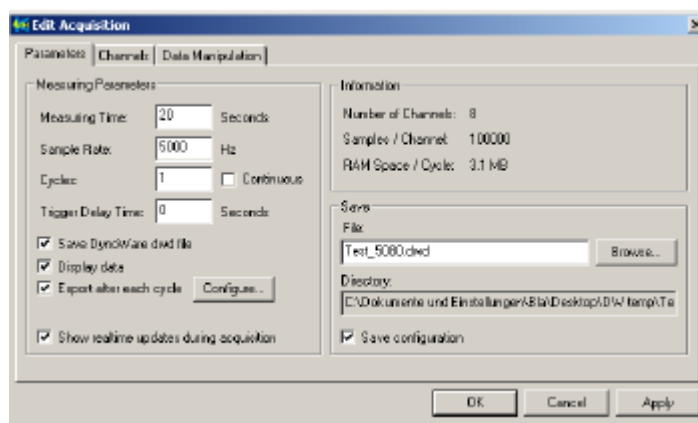 Edit Acquisition
Parameters Channels Data Manipulation
Measuring Parameters
Measuring Time: 20 Seconds
Sample Rate: 5000 Hz
Cycles: 1 Continuous
Trigger Delay Time: 0 Seconds
Save DynoWare dwd file
Display data
Export after each cycle Configure...
Show realtime updates during acquisition
Information
Number of Channels: 8
Samples / Channel: 100000
RAM Space / Cycle: 3.1 MB
Save
File:
Test_5080.dwd Browse...
Directory:
C:\Dokumente und Einstellungen\Bla\Desktop\DW temp\Te
Save configuration
OK Cancel Apply